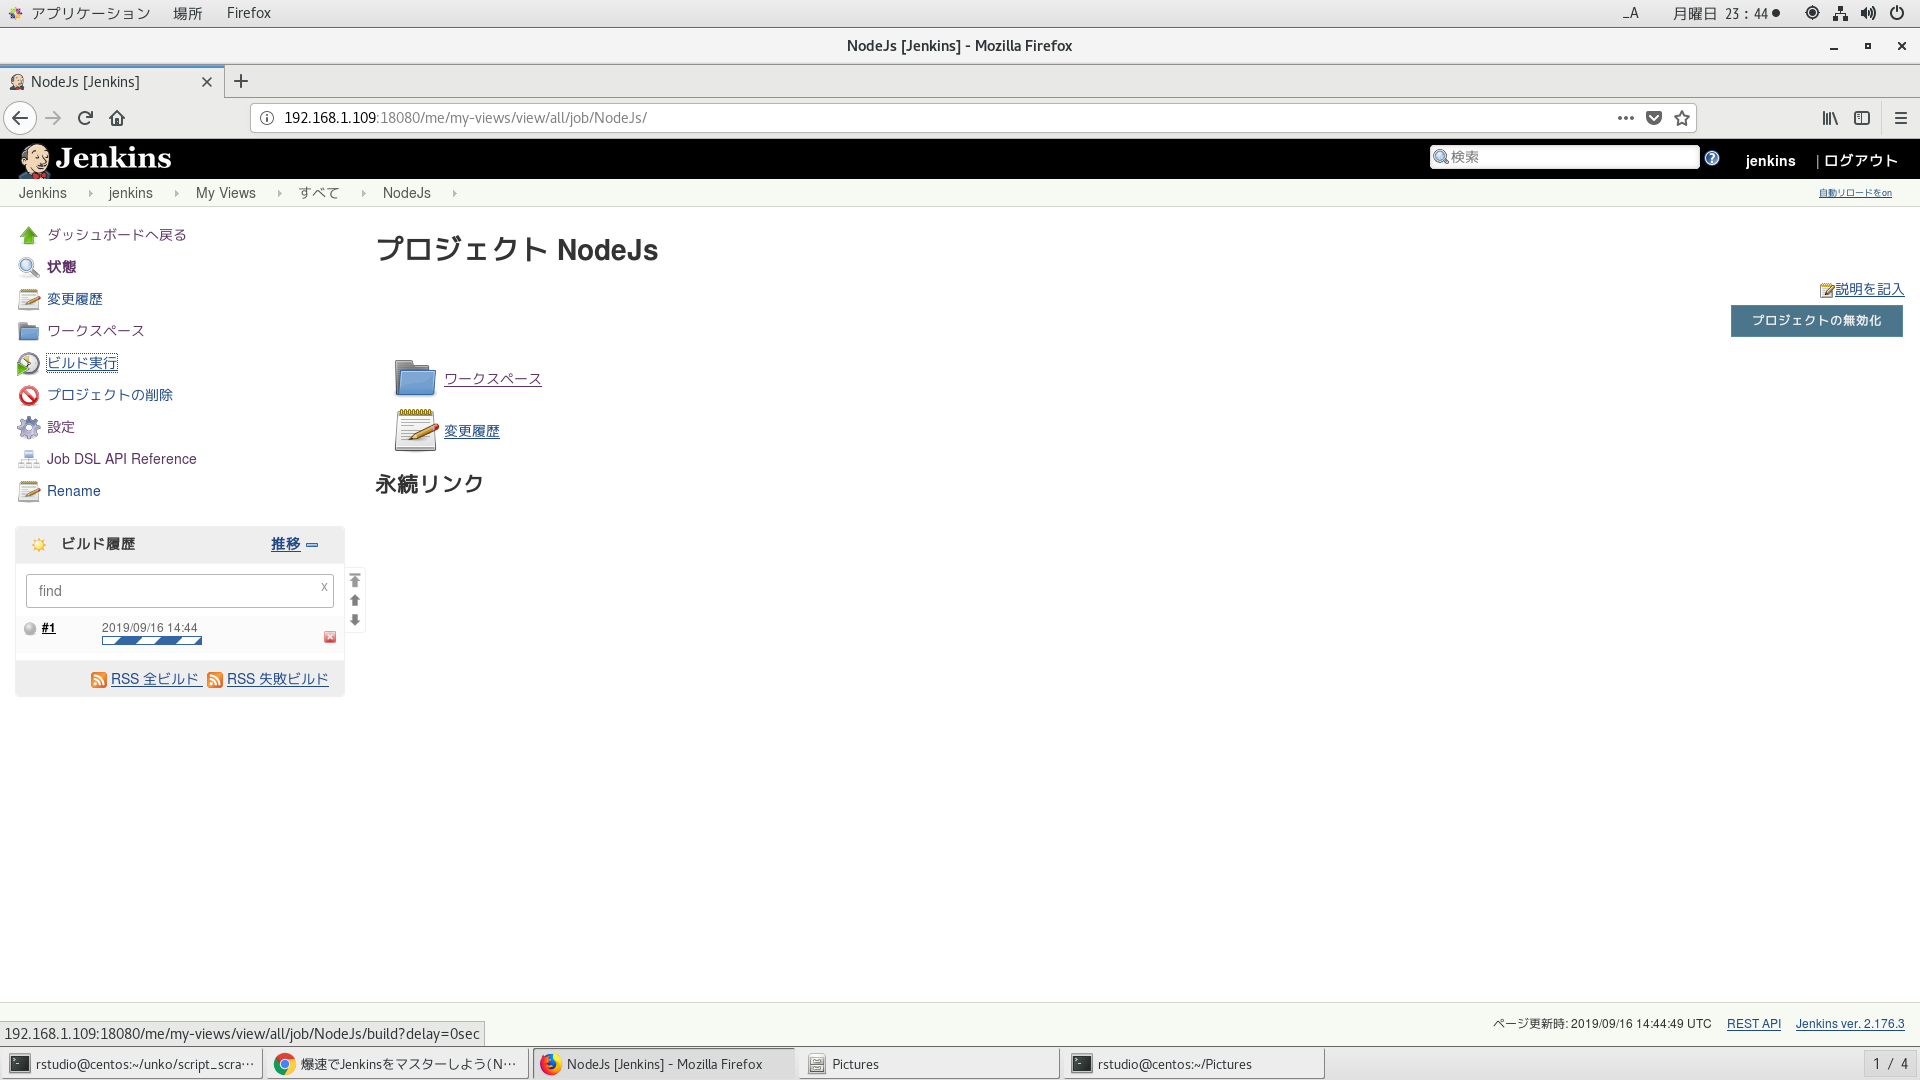 アプリケーション 場所 Firefox _A 月曜日 23：44
NodeJs [Jenkins] - Mozilla Firefox
NodeJs [Jenkins]
192.168.1.109:18080/me/my-views/view/all/job/NodeJs/
Jenkins 検索 jenkins | ログアウト
Jenkins jenkins My Views すべて NodeJs 自動リロードをon
ダッシュボードへ戻る
状態
変更履歴
ワークスペース
ビルド実行
プロジェクトの削除
設定
Job DSL API Reference
Rename
ビルド履歴 推移
find x
#1 2019/09/16 14:44
RSS 全ビルド RSS 失敗ビルド
プロジェクト NodeJs
説明を記入
プロジェクトの無効化
ワークスペース
変更履歴
永続リンク
192.168.1.109:18080/me/my-views/view/all/job/NodeJs/build?delay=0sec
ページ更新時: 2019/09/16 14:44:49 UTC REST API Jenkins ver. 2.176.3
rstudio@centos:~/unko/script_scra… 爆速でJenkinsをマスターしよう(N… NodeJs [Jenkins] - Mozilla Firefox Pictures rstudio@centos:~/Pictures 1 / 4